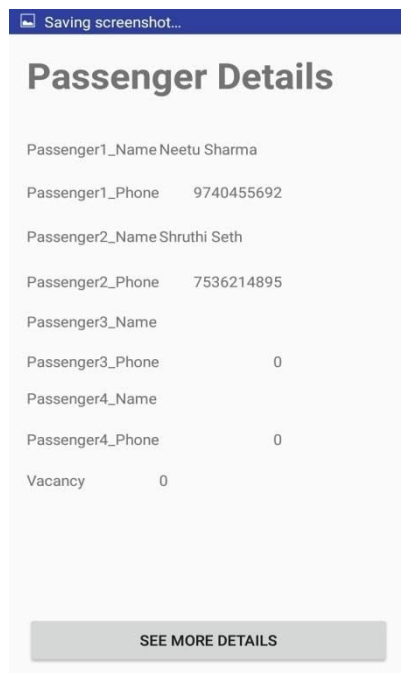 Saving screenshot...
Passenger Details
Passenger1_Name Neetu Sharma
Passenger1_Phone 9740455692
Passenger2_Name Shruthi Seth
Passenger2_Phone 7536214895
Passenger3_Name
Passenger3_Phone 0
Passenger4_Name
Passenger4_Phone 0
Vacancy 0
SEE MORE DETAILS